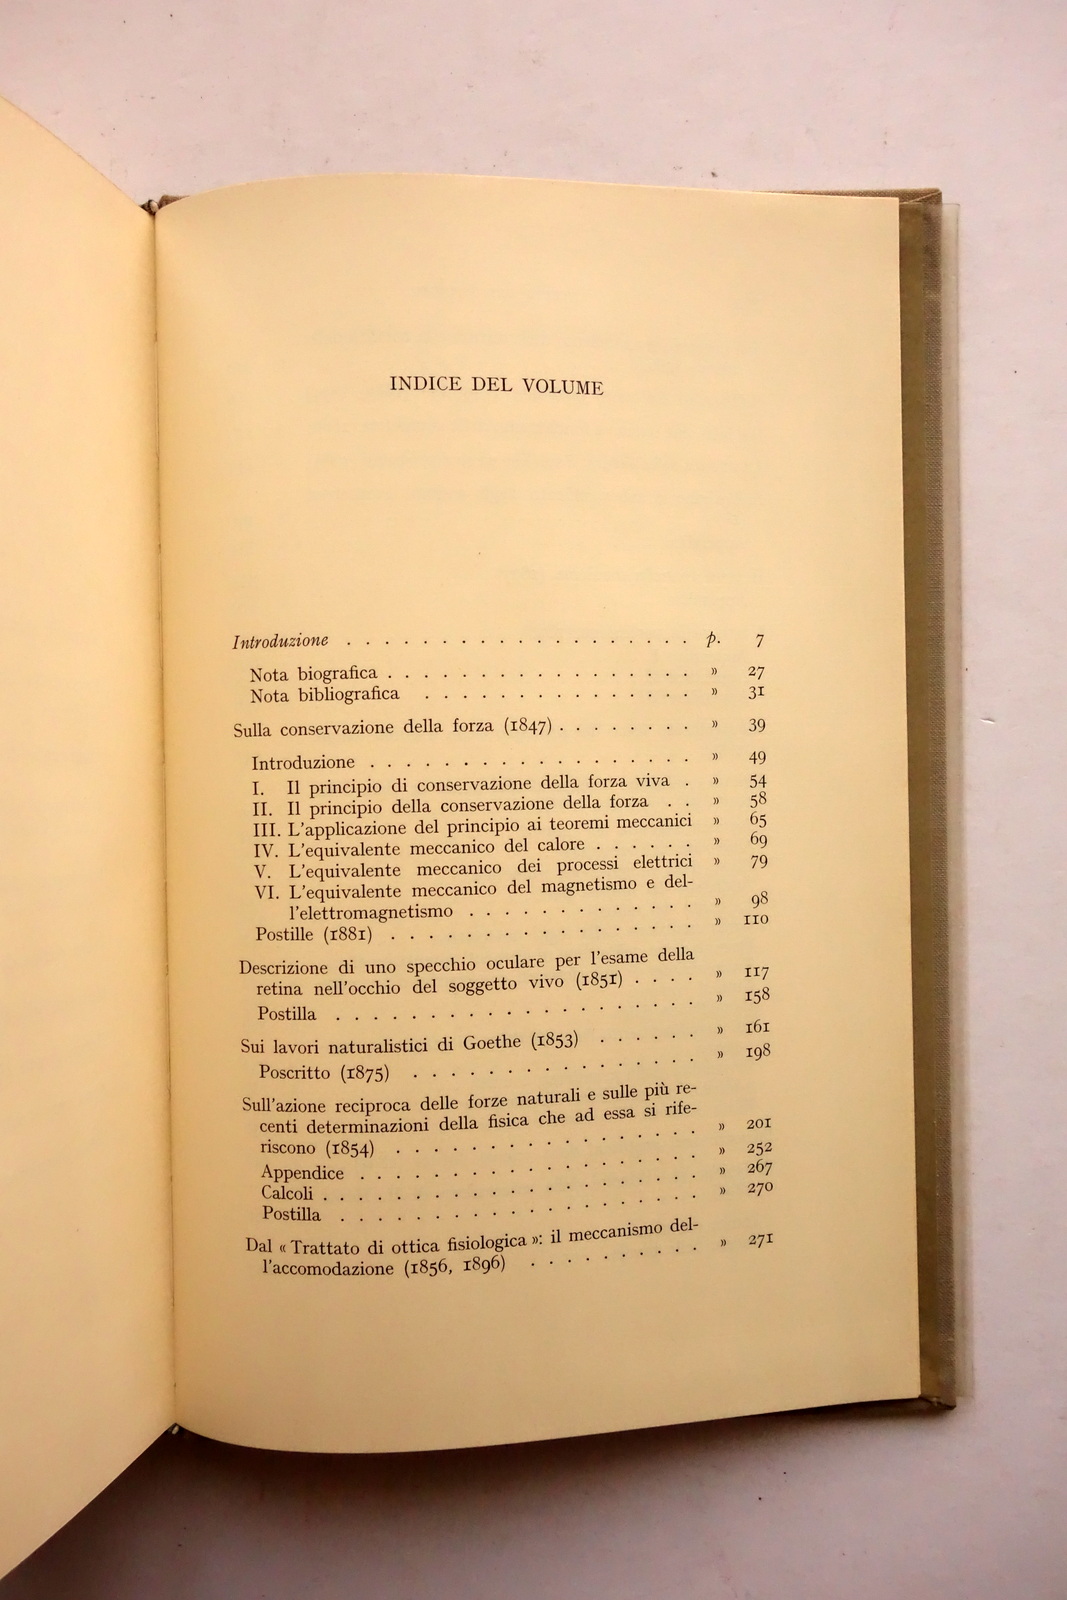 INDICE DEL VOLUME
Introduzione . . . . . . . . . . . . . . . . . . . p. 7
Nota biografica . . . . . . . . . . . . . . . . . » 27
Nota bibliografica . . . . . . . . . . . . . . . » 31
Sulla conservazione della forza (1847) . . . . . . . . » 39
Introduzione . . . . . . . . . . . . . . . . . » 49
I. Il principio di conservazione della forza viva . » 54
II. Il principio della conservazione della forza . . » 58
III. L'applicazione del principio ai teoremi meccanici » 65
IV. L'equivalente meccanico del calore . . . . . . » 69
V. L'equivalente meccanico dei processi elettrici » 79
VI. L'equivalente meccanico del magnetismo e del-
l'elettromagnetismo . . . . . . . . . . . . » 98
Postille (1881) . . . . . . . . . . . . . . . . » 110
Descrizione di uno specchio oculare per l'esame della
retina nell'occhio del soggetto vivo (1851) . . . . » 117
Postilla . . . . . . . . . . . . . . . . . . . » 158
Sui lavori naturalistici di Goethe (1853) . . . . . . » 161
Poscritto (1875) . . . . . . . . . . . . . . . » 198
Sull'azione reciproca delle forze naturali e sulle più re-
centi determinazioni della fisica che ad essa si rife-
riscono (1854) . . . . . . . . . . . . . . . . » 201
Appendice . . . . . . . . . . . . . . . . . . » 252
Calcoli . . . . . . . . . . . . . . . . . . . . » 267
Postilla . . . . . . . . . . . . . . . . . . . » 270
Dal « Trattato di ottica fisiologica »: il meccanismo del-
l'accomodazione (1856, 1896) . . . . . . . . . » 271